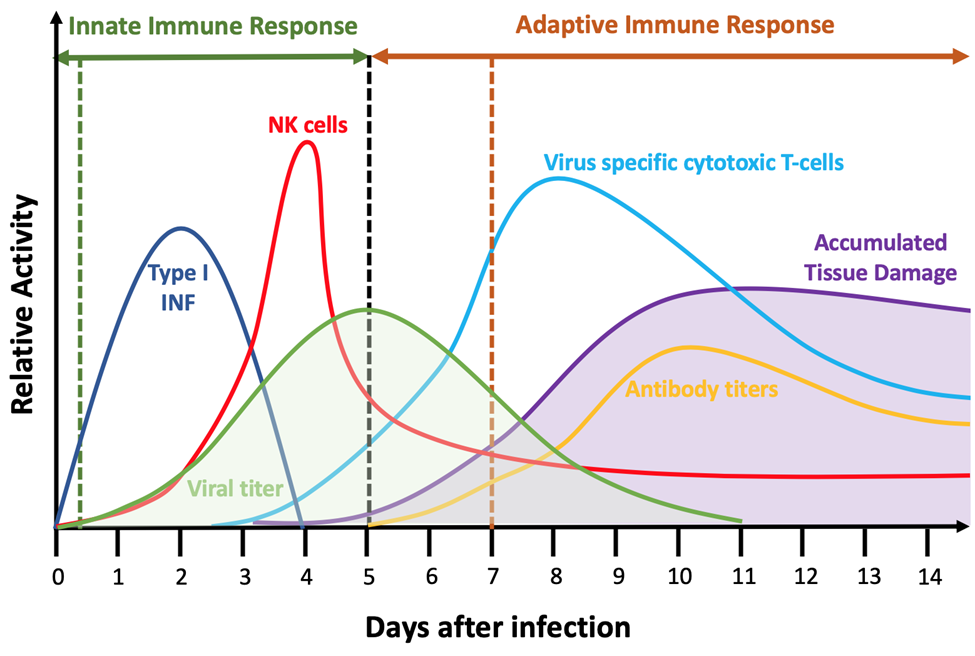 Innate Immune Response
Adaptive Immune Response
NK cells
Virus specific cytotoxic T-cells
Accumulated
Tissue Damage
Type I
INF
Antibody titers
Viral titer
Relative Activity
0 1 2 3 4 5 6 7 8 9 10 11 12 13 14
Days after infection